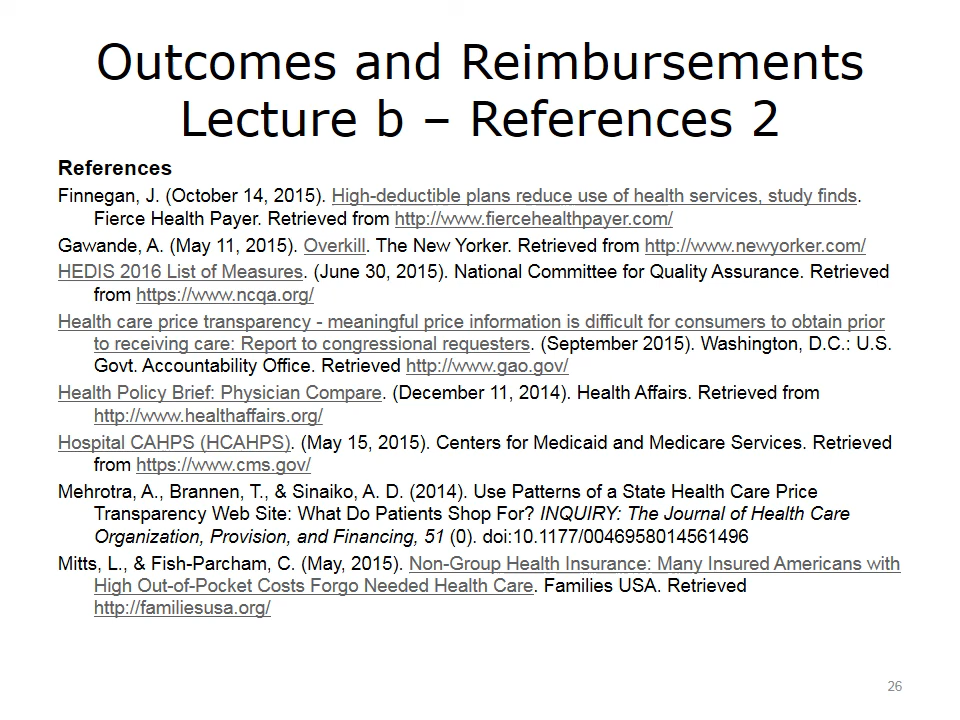 Outcomes and Reimbursements
Lecture b – References 2
References
Finnegan, J. (October 14, 2015). High-deductible plans reduce use of health services, study finds.
Fierce Health Payer. Retrieved from http://www.fiercehealthpayer.com/
Gawande, A. (May 11, 2015). Overkill. The New Yorker. Retrieved from http://www.newyorker.com/
HEDIS 2016 List of Measures. (June 30, 2015). National Committee for Quality Assurance. Retrieved
from https://www.ncqa.org/
Health care price transparency - meaningful price information is difficult for consumers to obtain prior
to receiving care: Report to congressional requesters. (September 2015). Washington, D.C.: U.S.
Govt. Accountability Office. Retrieved http://www.gao.gov/
Health Policy Brief: Physician Compare. (December 11, 2014). Health Affairs. Retrieved from
http://www.healthaffairs.org/
Hospital CAHPS (HCAHPS). (May 15, 2015). Centers for Medicaid and Medicare Services. Retrieved
from https://www.cms.gov/
Mehrotra, A., Brannen, T., & Sinaiko, A. D. (2014). Use Patterns of a State Health Care Price
Transparency Web Site: What Do Patients Shop For? INQUIRY: The Journal of Health Care
Organization, Provision, and Financing, 51 (0). doi:10.1177/0046958014561496
Mitts, L., & Fish-Parcham, C. (May, 2015). Non-Group Health Insurance: Many Insured Americans with
High Out-of-Pocket Costs Forgo Needed Health Care. Families USA. Retrieved
http://familiesusa.org/
26